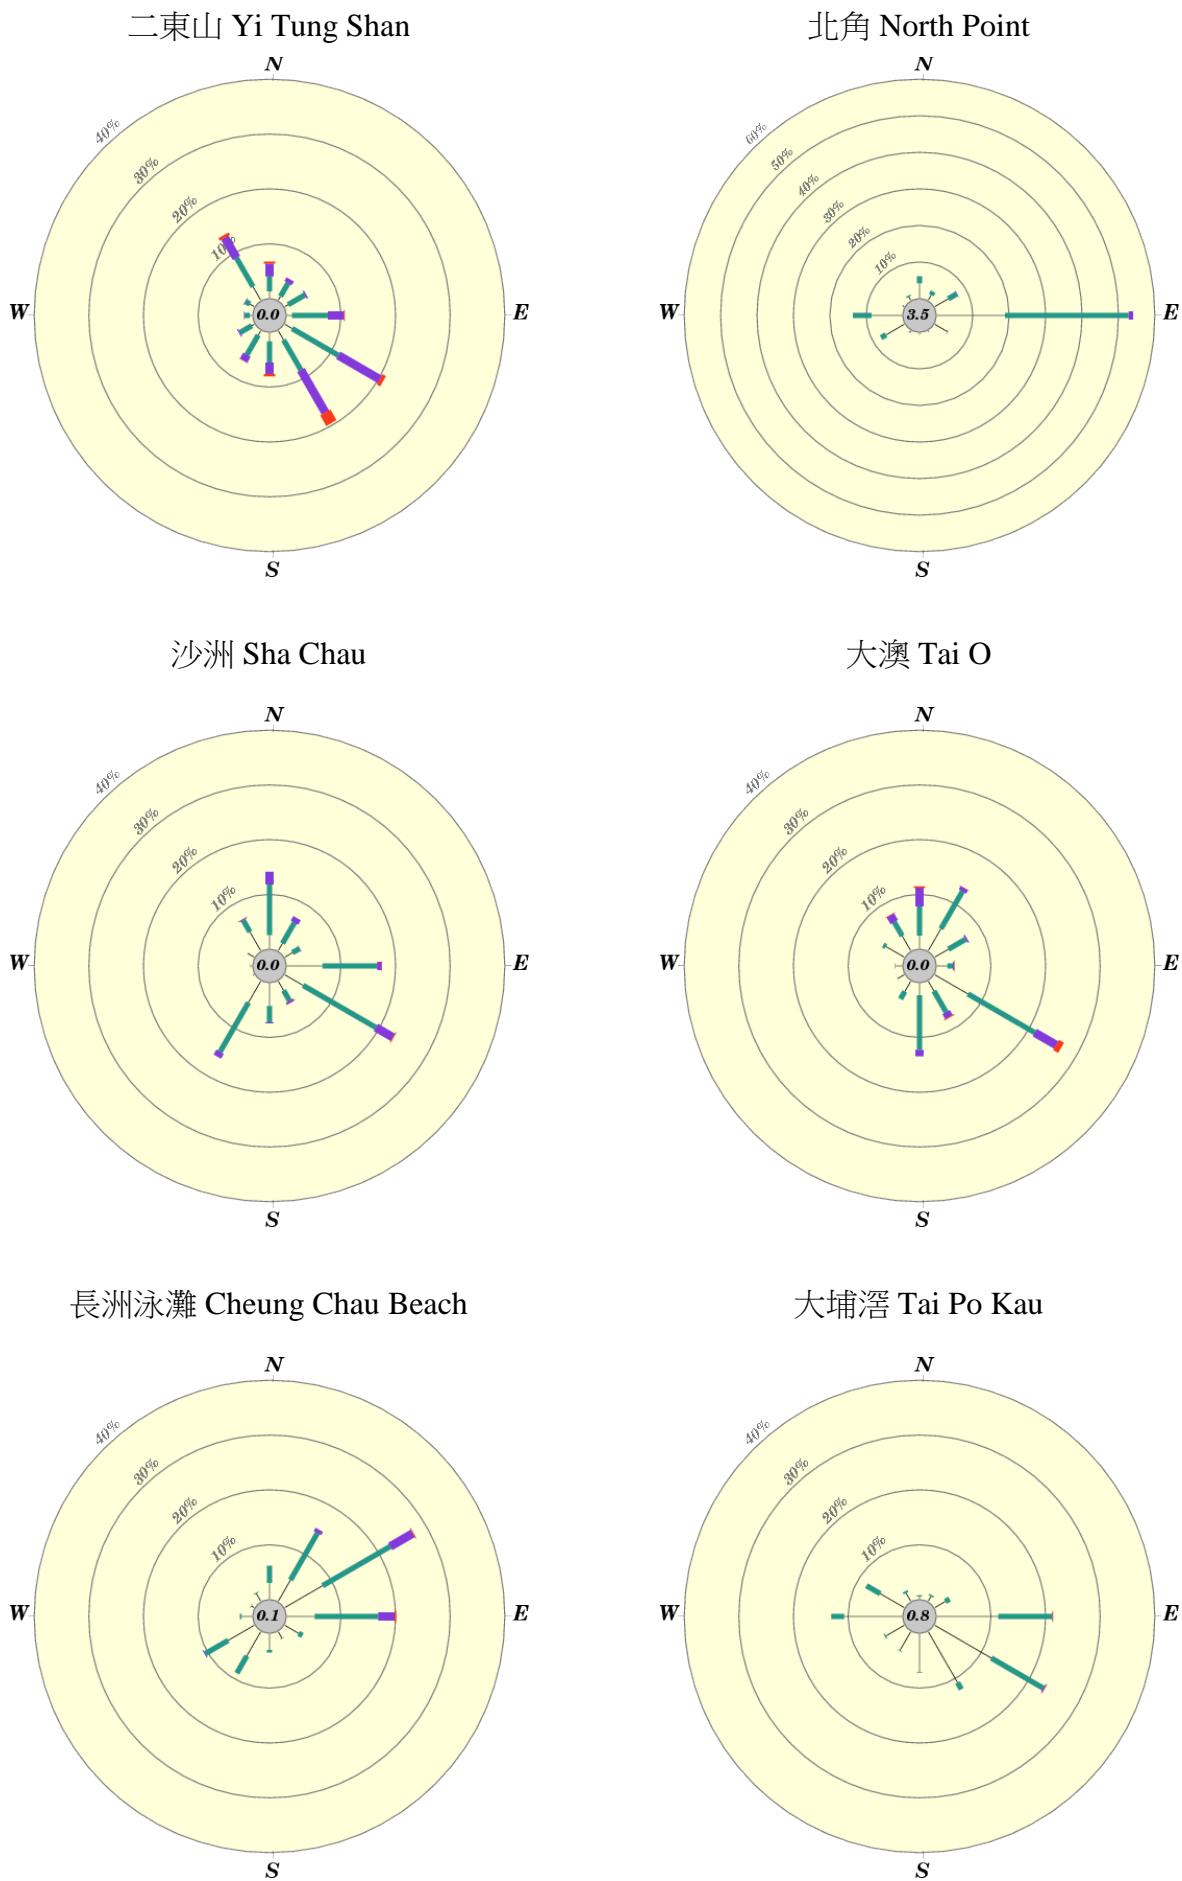 二東山 Yi Tung Shan
N
40%
30%
20%
10%
W
0.0
E
S
北角 North Point
N
60%
50%
40%
30%
20%
10%
W
3.5
E
S
沙洲 Sha Chau
N
40%
30%
20%
10%
W
0.0
E
S
大澳 Tai O
N
40%
30%
20%
10%
W
0.0
E
S
長洲泳灘 Cheung Chau Beach
N
40%
30%
20%
10%
W
0.1
E
S
大埔滘 Tai Po Kau
N
40%
30%
20%
10%
W
0.8
E
S